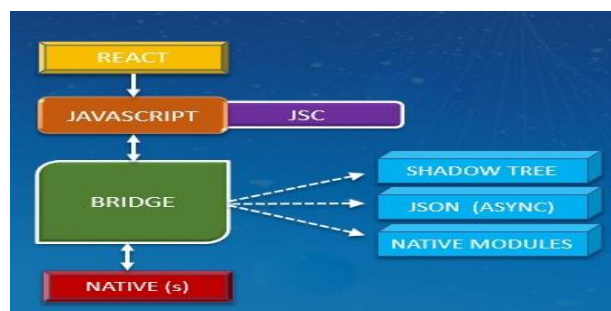 REACT
JAVASCRIPT
JSC
BRIDGE
SHADOW TREE
JSON (ASYNC)
NATIVE MODULES
NATIVE (s)